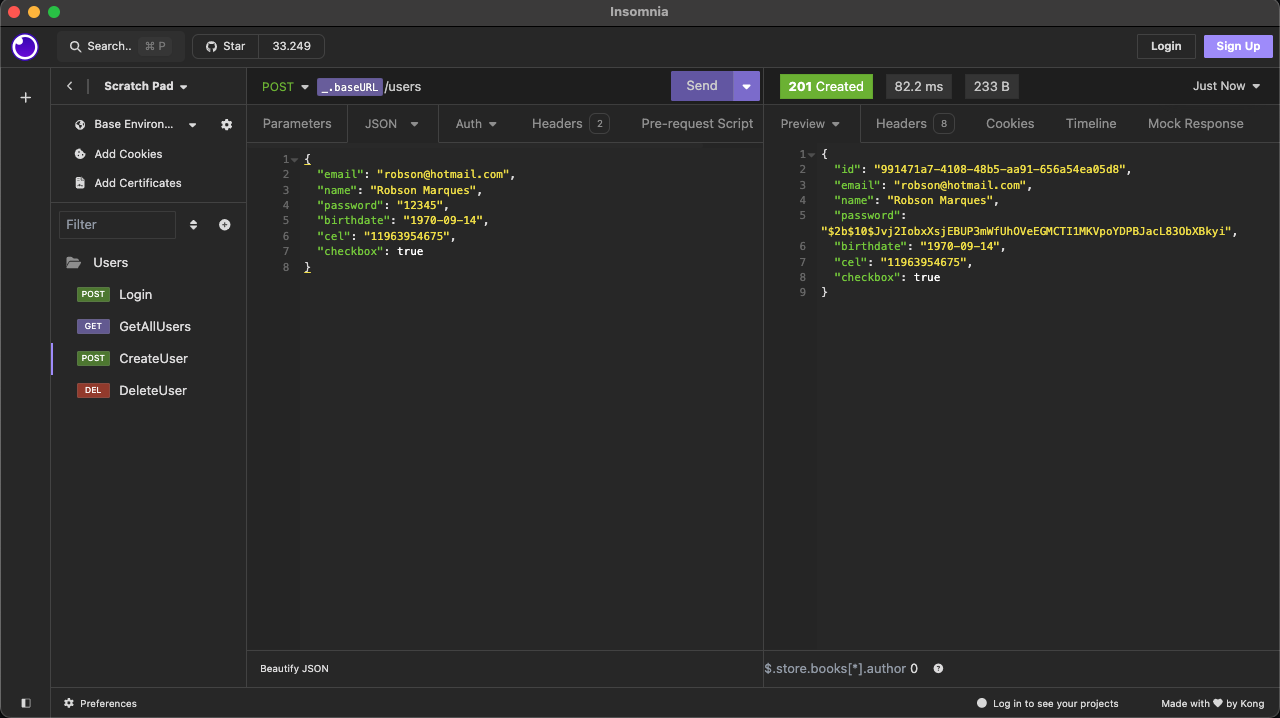 Insomnia
Search.. ⌘ P
Star 33.249
Login
Sign Up
Scratch Pad
POST _.baseURL/users
Send
201 Created
82.2 ms
233 B
Just Now
Base Environ...
Add Cookies
Add Certificates
Filter
Users
POST Login
GET GetAllUsers
POST CreateUser
DEL DeleteUser
Parameters JSON Auth Headers 2 Pre-request Script
1 {
2 "email": "robson@hotmail.com",
3 "name": "Robson Marques",
4 "password": "12345",
5 "birthdate": "1970-09-14",
6 "cel": "11963954675",
7 "checkbox": true
8 }
Beautify JSON
Preview Headers 8 Cookies Timeline Mock Response
1 {
2 "id": "991471a7-4108-48b5-aa91-656a54ea05d8",
3 "email": "robson@hotmail.com",
4 "name": "Robson Marques",
5 "password":
"$2b$10$Jvj2IobxXsjEBUP3mWfUhOVeEGMCTI1MKVpoYDPBJacL83ObXBkyi",
6 "birthdate": "1970-09-14",
7 "cel": "11963954675",
8 "checkbox": true
9 }
$.store.books[*].author 0
Preferences
Log in to see your projects
Made with ♥ by Kong